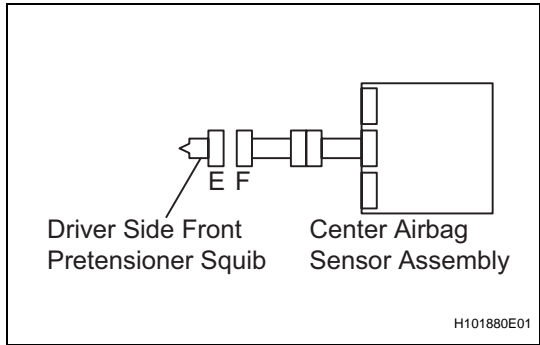 E F
Driver Side Front
Pretensioner Squib
Center Airbag
Sensor Assembly
H101880E01